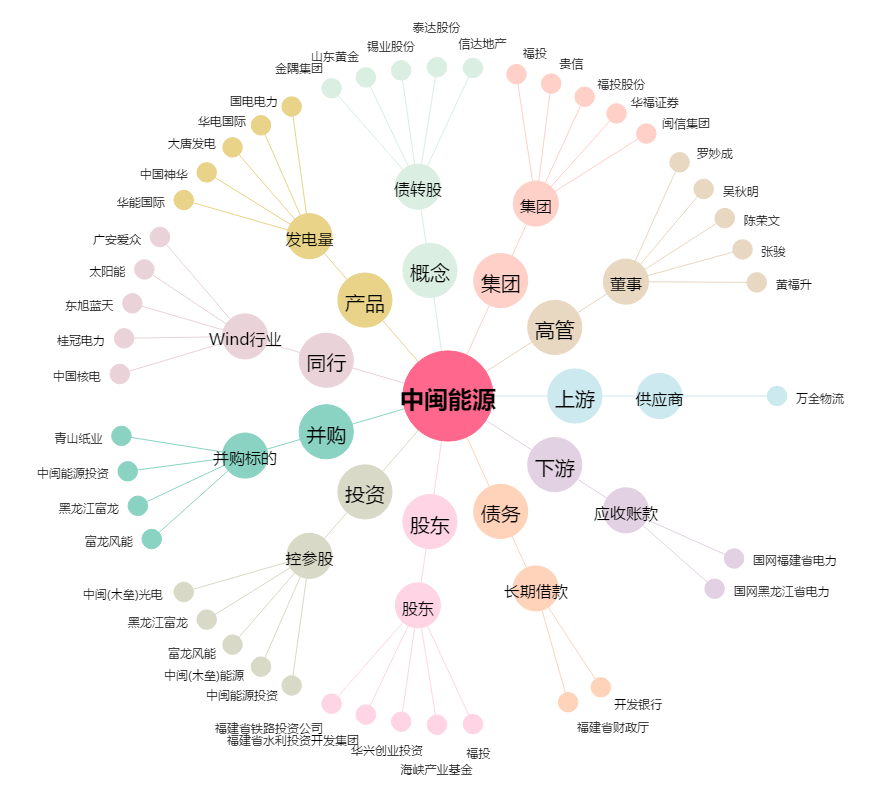 中闽能源
概念
债转股
金隅集团
山东黄金
锡业股份
泰达股份
信达地产
集团
集团
福投
贵信
福投股份
华福证券
闽信集团
高管
董事
罗妙成
吴秋明
陈荣文
张骏
黄福升
上游
供应商
万全物流
下游
应收账款
国网福建省电力
国网黑龙江省电力
债务
长期借款
开发银行
福建省财政厅
股东
股东
福投
海峡产业基金
华兴创业投资
福建省水利投资开发集团
福建省铁路投资公司
投资
控参股
中闽能源投资
中闽(木垒)能源
富龙风能
黑龙江富龙
中闽(木垒)光电
并购
并购标的
富龙风能
黑龙江富龙
中闽能源投资
青山纸业
同行
Wind行业
中国核电
桂冠电力
东旭蓝天
太阳能
广安爱众
产品
发电量
华能国际
中国神华
大唐发电
华电国际
国电电力